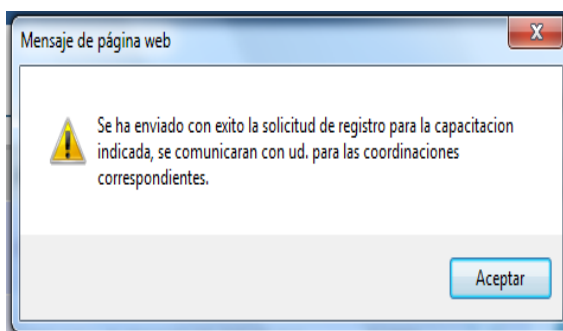 Mensaje de página web
X
Se ha enviado con exito la solicitud de registro para la capacitacion
indicada, se comunicaran con ud. para las coordinaciones
correspondientes.
Aceptar